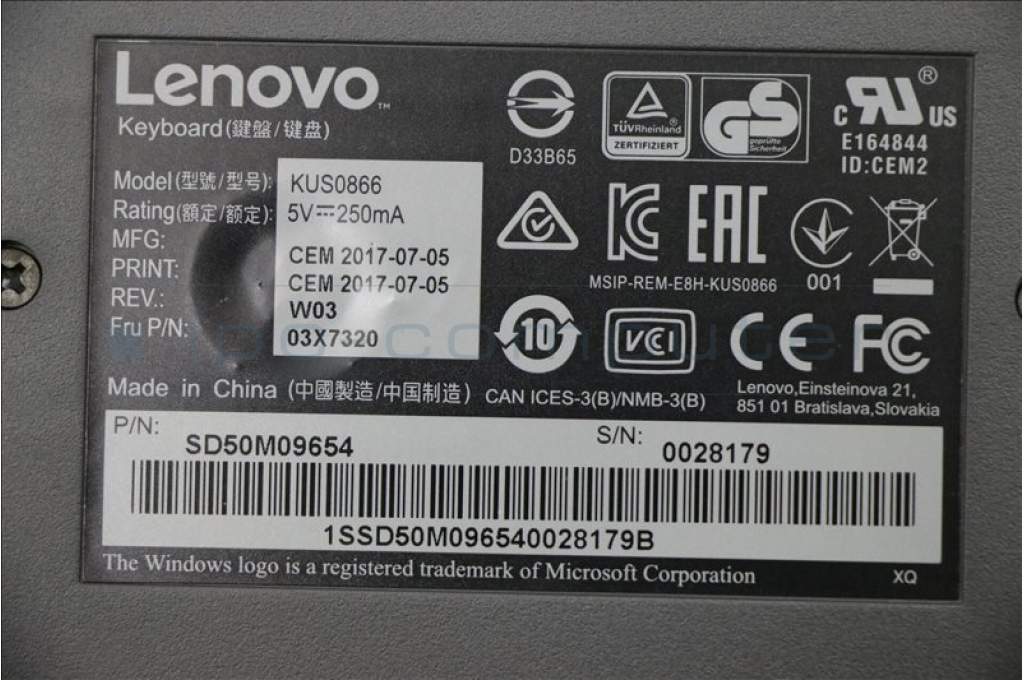 Lenovo™
Keyboard(鍵盤/键盘)
D33B65
TÜVRheinland
ZERTIFIZIERT
GS
geprüfte
Sicherheit
c RU US ®
E164844
ID:CEM2
Model(型號/型号): KUS0866
Rating(額定/额定): 5V⎓250mA
MFG: CEM 2017-07-05
PRINT: CEM 2017-07-05
REV.: W03
Fru P/N: 03X7320
KC
EAC
MSIP-REM-E8H-KUS0866
001
10
VCI
CE FC
Made in China (中國製造/中国制造)
CAN ICES-3(B)/NMB-3(B)
Lenovo,Einsteinova 21,
851 01 Bratislava,Slovakia
P/N: SD50M09654
S/N: 0028179
1SSD50M096540028179B
The Windows logo is a registered trademark of Microsoft Corporation
XQ